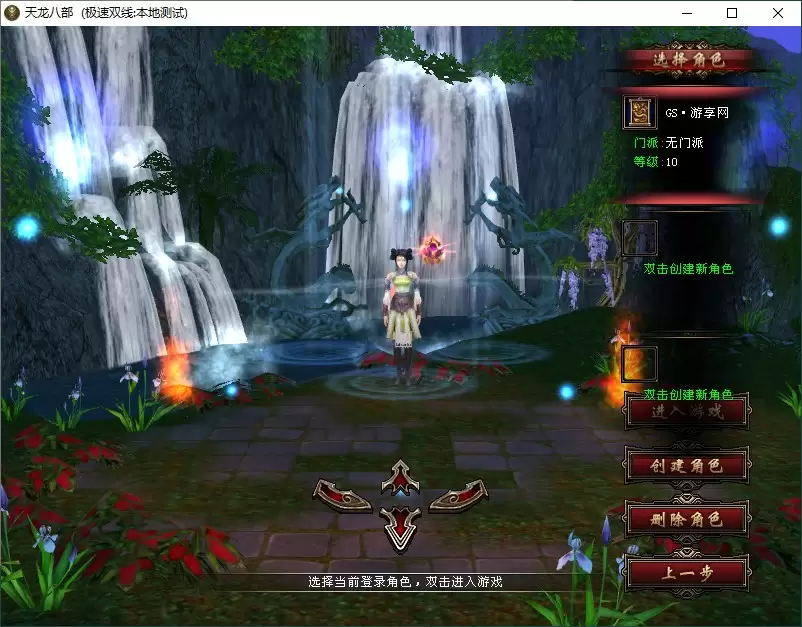 天龙八部 (极速双线:本地测试)
选择角色
GS·游享网
门派:无门派
等级:10
双击创建新角色
双击创建新角色
进入游戏
创建角色
删除角色
上一步
选择当前登录角色，双击进入游戏